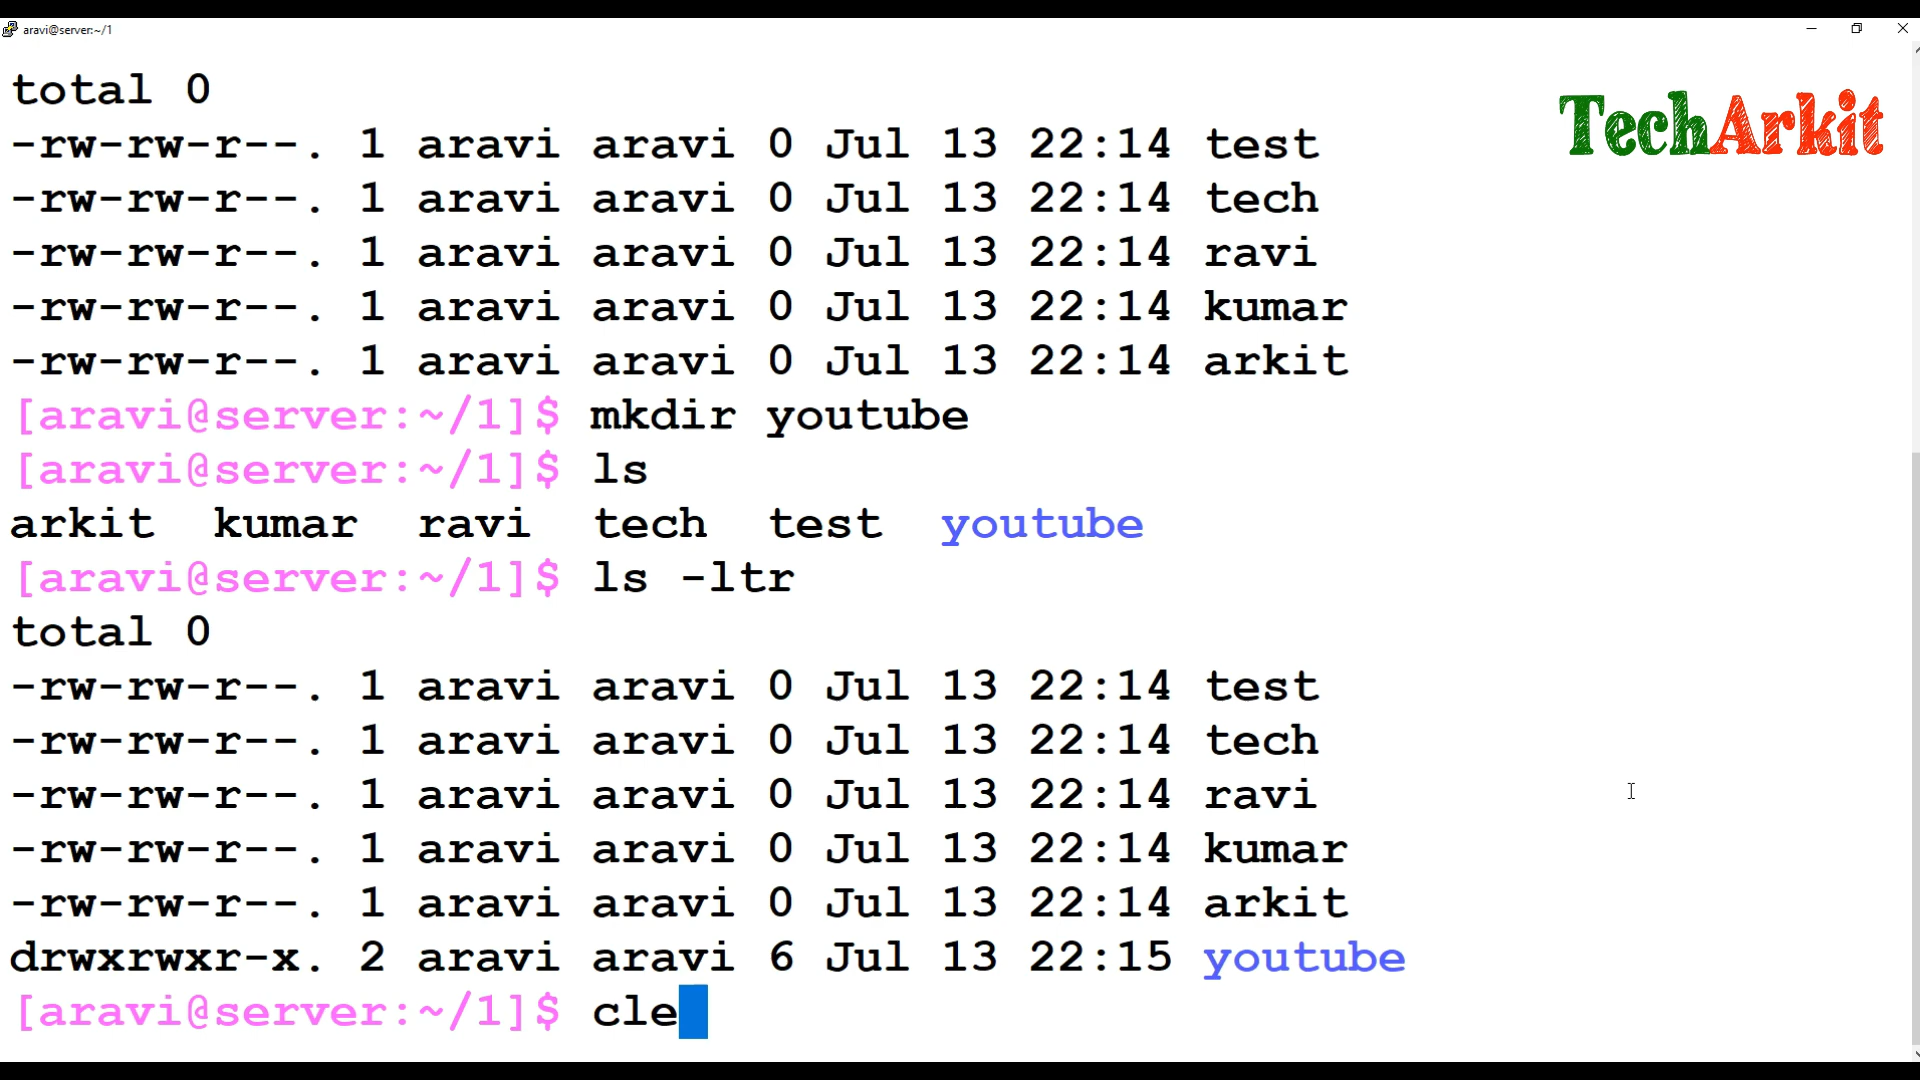 aravi@server:~/1
TechArkit
total 0
-rw-rw-r--. 1 aravi aravi 0 Jul 13 22:14 test
-rw-rw-r--. 1 aravi aravi 0 Jul 13 22:14 tech
-rw-rw-r--. 1 aravi aravi 0 Jul 13 22:14 ravi
-rw-rw-r--. 1 aravi aravi 0 Jul 13 22:14 kumar
-rw-rw-r--. 1 aravi aravi 0 Jul 13 22:14 arkit
[aravi@server:~/1]$ mkdir youtube
[aravi@server:~/1]$ ls
arkit  kumar  ravi  tech  test  youtube
[aravi@server:~/1]$ ls -ltr
total 0
-rw-rw-r--. 1 aravi aravi 0 Jul 13 22:14 test
-rw-rw-r--. 1 aravi aravi 0 Jul 13 22:14 tech
-rw-rw-r--. 1 aravi aravi 0 Jul 13 22:14 ravi
-rw-rw-r--. 1 aravi aravi 0 Jul 13 22:14 kumar
-rw-rw-r--. 1 aravi aravi 0 Jul 13 22:14 arkit
drwxrwxr-x. 2 aravi aravi 6 Jul 13 22:15 youtube
[aravi@server:~/1]$ cle